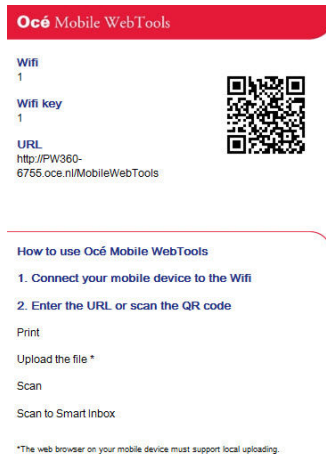 Océ Mobile WebTools
Wifi
1
Wifi key
1
URL
http://PW360-
6755.oce.nl/MobileWebTools
How to use Océ Mobile WebTools
1. Connect your mobile device to the Wifi
2. Enter the URL or scan the QR code
Print
Upload the file *
Scan
Scan to Smart Inbox
*The web browser on your mobile device must support local uploading.